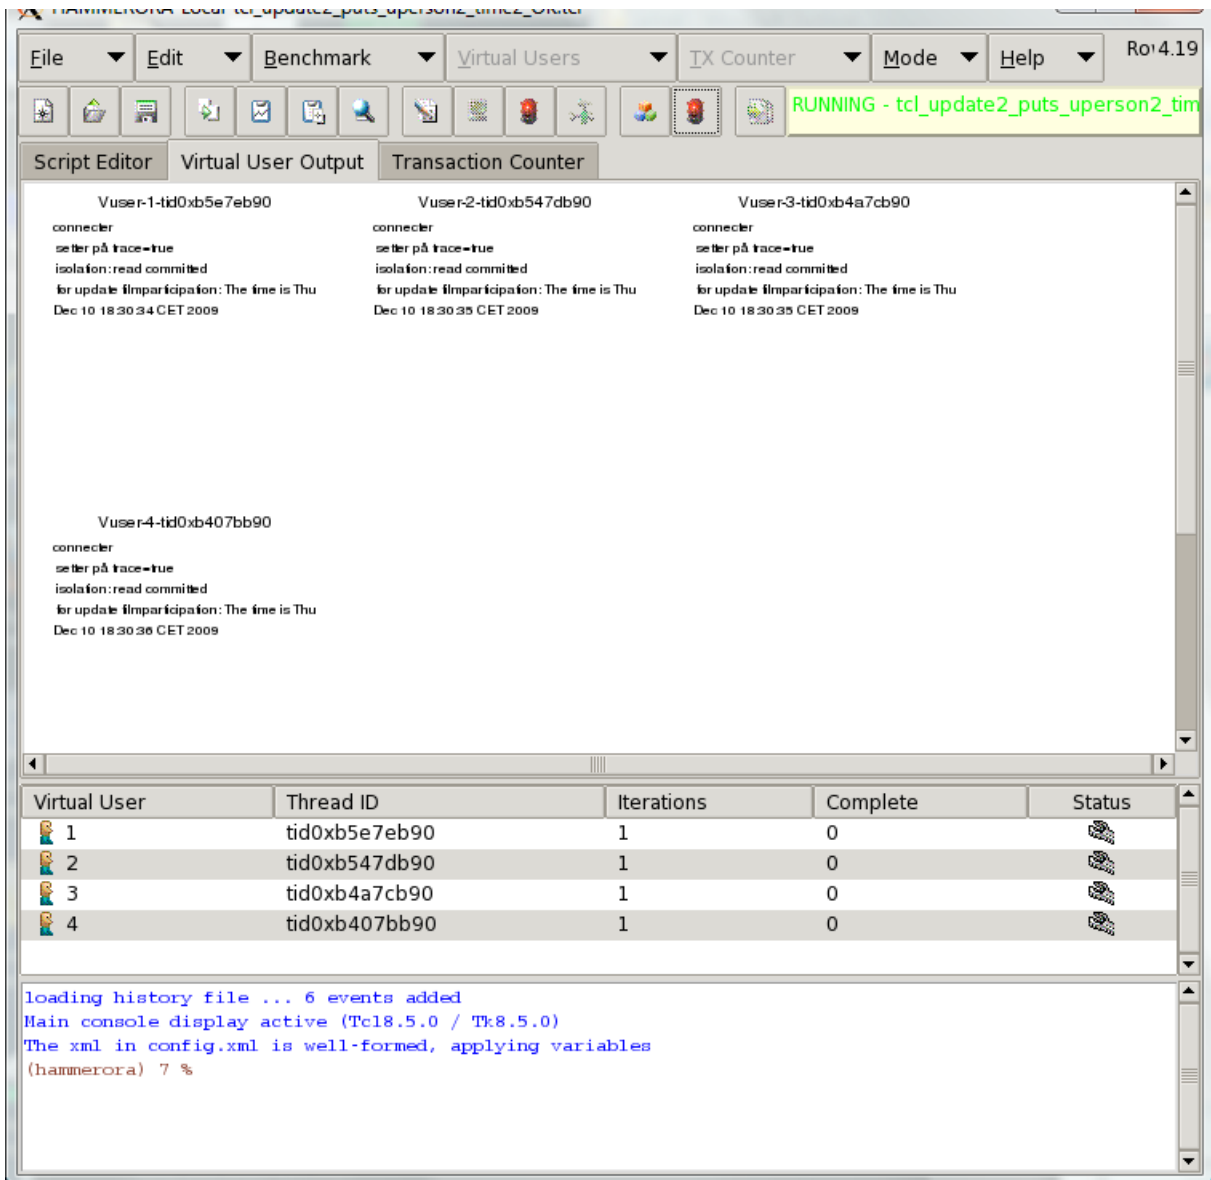 HAMMERORA Local tcl_update2_puts_uperson2_time2_OK.tcl
File Edit Benchmark Virtual Users TX Counter Mode Help 4.19
RUNNING - tcl_update2_puts_uperson2_tim
Script Editor Virtual User Output Transaction Counter
Vuser-1-tid0xb5e7eb90 Vuser-2-tid0xb547db90 Vuser-3-tid0xb4a7cb90
connecter connecter connecter
setter på trace=true setter på trace=true setter på trace=true
isolation:read committed isolation:read committed isolation:read committed
for update filmparticipation: The time is Thu for update filmparticipation: The time is Thu for update filmparticipation: The time is Thu
Dec 10 18:30:34 CET 2009 Dec 10 18:30:35 CET 2009 Dec 10 18:30:35 CET 2009
Vuser-4-tid0xb407bb90
connecter
setter på trace=true
isolation:read committed
for update filmparticipation: The time is Thu
Dec 10 18:30:36 CET 2009
Virtual User Thread ID Iterations Complete Status
1 tid0xb5e7eb90 1 0
2 tid0xb547db90 1 0
3 tid0xb4a7cb90 1 0
4 tid0xb407bb90 1 0
loading history file ... 6 events added
Main console display active (Tcl8.5.0 / Tk8.5.0)
The xml in config.xml is well-formed, applying variables
(hammerora) 7 %